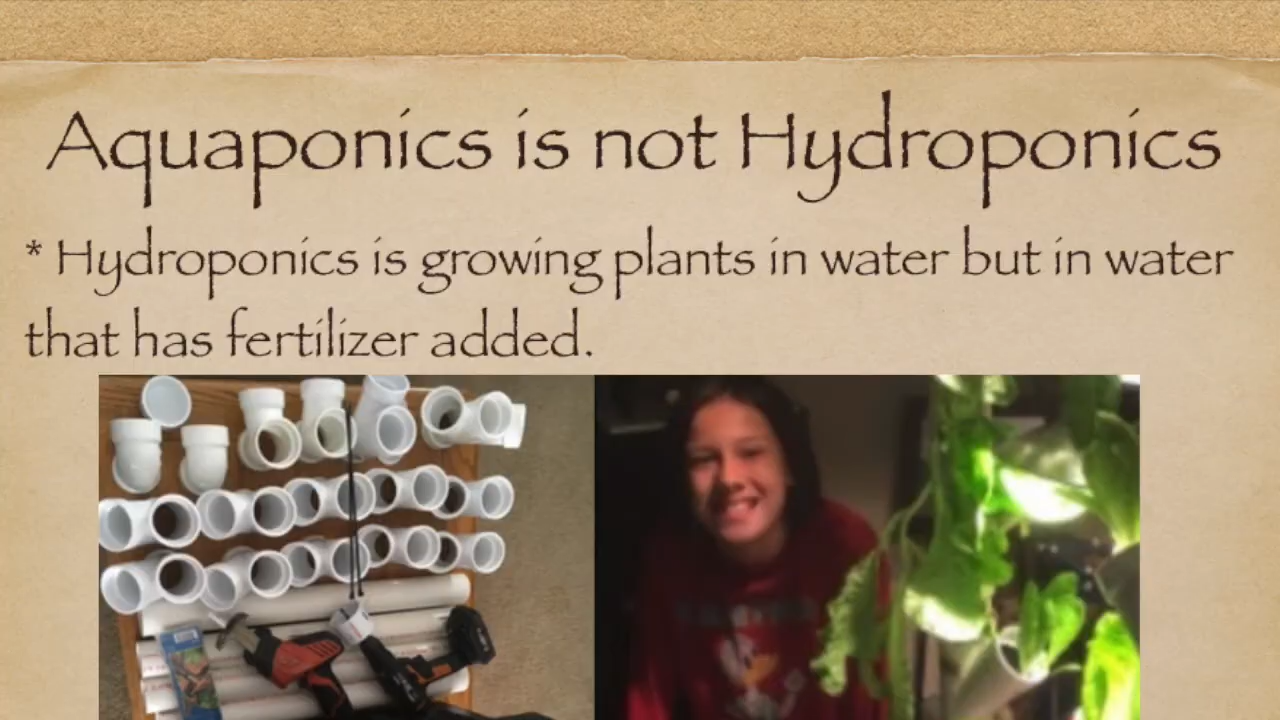 Aquaponics is not Hydroponics
* Hydroponics is growing plants in water but in water
that has fertilizer added.